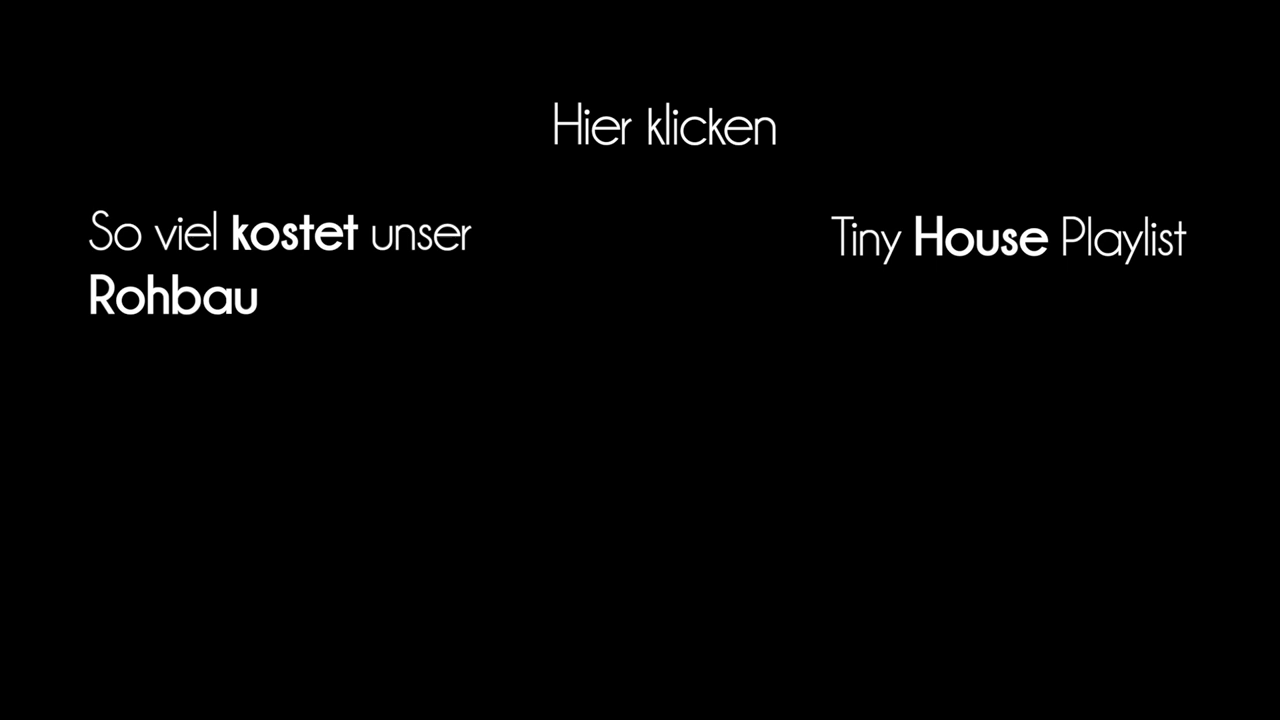 Hier klicken
So viel kostet unser
Rohbau
Tiny House Playlist